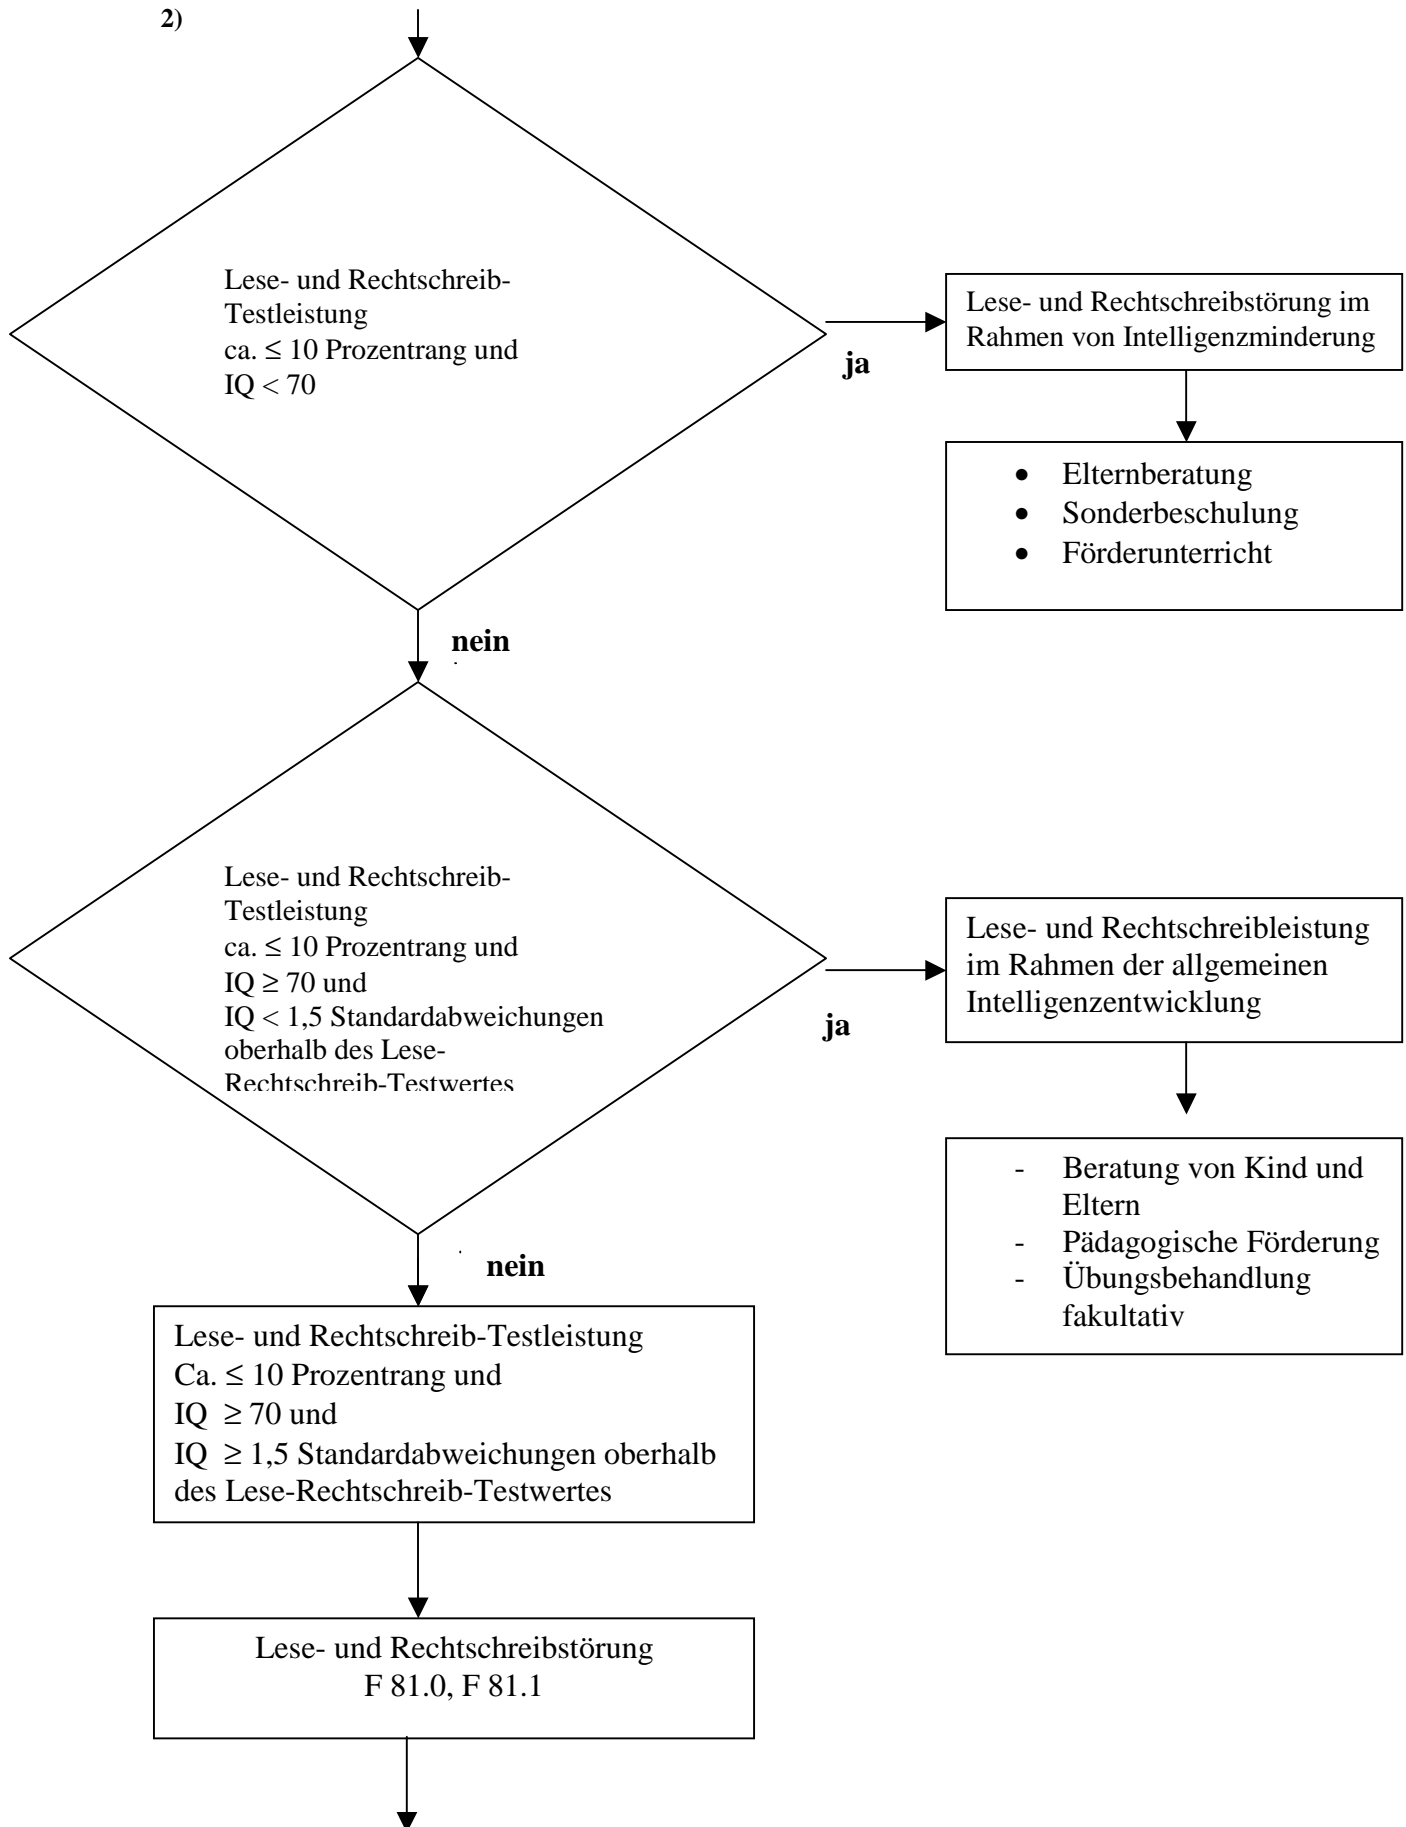 2)
Lese- und Rechtschreib-
Testleistung
ca. ≤ 10 Prozentrang und
IQ < 70
ja
Lese- und Rechtschreibstörung im
Rahmen von Intelligenzminderung
• Elternberatung
• Sonderbeschulung
• Förderunterricht
nein
Lese- und Rechtschreib-
Testleistung
ca. ≤ 10 Prozentrang und
IQ ≥ 70 und
IQ < 1,5 Standardabweichungen
oberhalb des Lese-
Rechtschreib-Testwertes
ja
Lese- und Rechtschreibleistung
im Rahmen der allgemeinen
Intelligenzentwicklung
- Beratung von Kind und
Eltern
- Pädagogische Förderung
- Übungsbehandlung
fakultativ
nein
Lese- und Rechtschreib-Testleistung
Ca. ≤ 10 Prozentrang und
IQ ≥ 70 und
IQ ≥ 1,5 Standardabweichungen oberhalb
des Lese-Rechtschreib-Testwertes
Lese- und Rechtschreibstörung
F 81.0, F 81.1